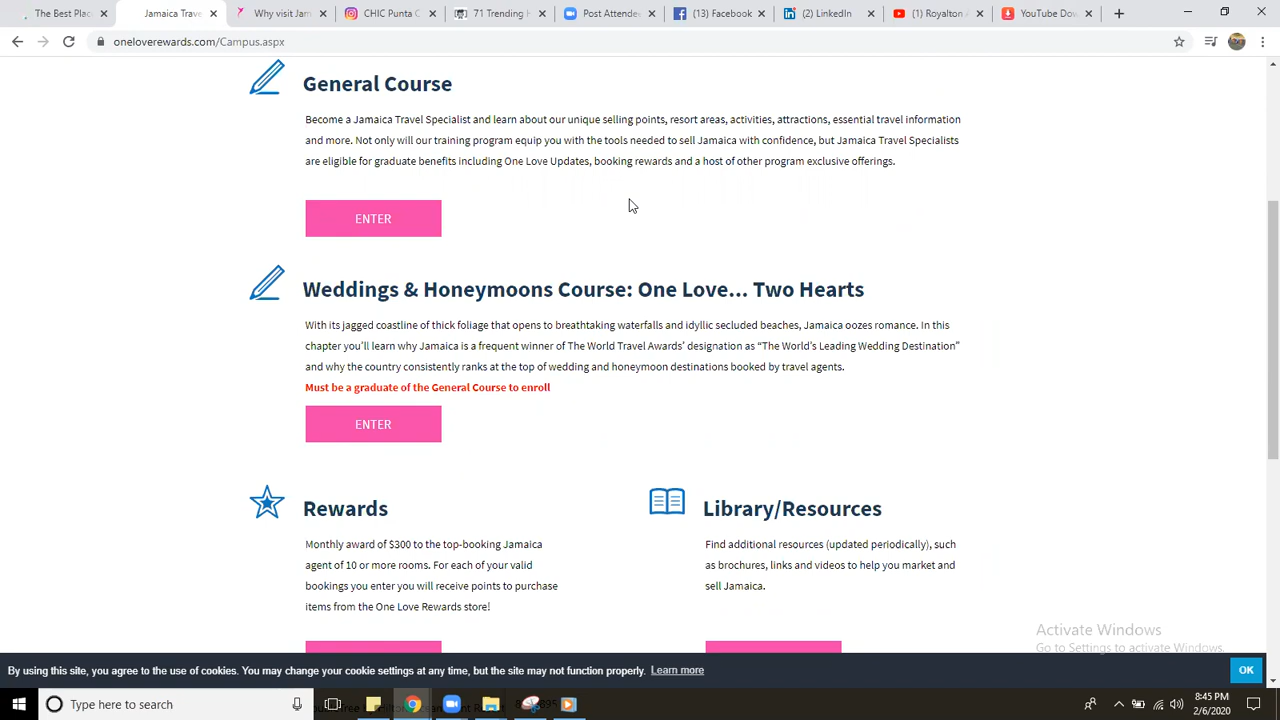 The Best Pla
Jamaica Trave
Why visit Jam
CHIC Punta C
71 Trending H
Post Attende
(13) Facebook
(2) LinkedIn
(1) Royalton A
YouTube Dow
oneloverewards.com/Campus.aspx
General Course
Become a Jamaica Travel Specialist and learn about our unique selling points, resort areas, activities, attractions, essential travel information
and more. Not only will our training program equip you with the tools needed to sell Jamaica with confidence, but Jamaica Travel Specialists
are eligible for graduate benefits including One Love Updates, booking rewards and a host of other program exclusive offerings.
ENTER
Weddings & Honeymoons Course: One Love... Two Hearts
With its jagged coastline of thick foliage that opens to breathtaking waterfalls and idyllic secluded beaches, Jamaica oozes romance. In this
chapter you'll learn why Jamaica is a frequent winner of The World Travel Awards' designation as "The World's Leading Wedding Destination"
and why the country consistently ranks at the top of wedding and honeymoon destinations booked by travel agents.
Must be a graduate of the General Course to enroll
ENTER
Rewards
Monthly award of $300 to the top-booking Jamaica
agent of 10 or more rooms. For each of your valid
bookings you enter you will receive points to purchase
items from the One Love Rewards store!
Library/Resources
Find additional resources (updated periodically), such
as brochures, links and videos to help you market and
sell Jamaica.
Activate Windows
Go to Settings to activate Windows.
By using this site, you agree to the use of cookies. You may change your cookie settings at any time, but the site may not function properly. Learn more
OK
Type here to search
8:45 PM
2/6/2020